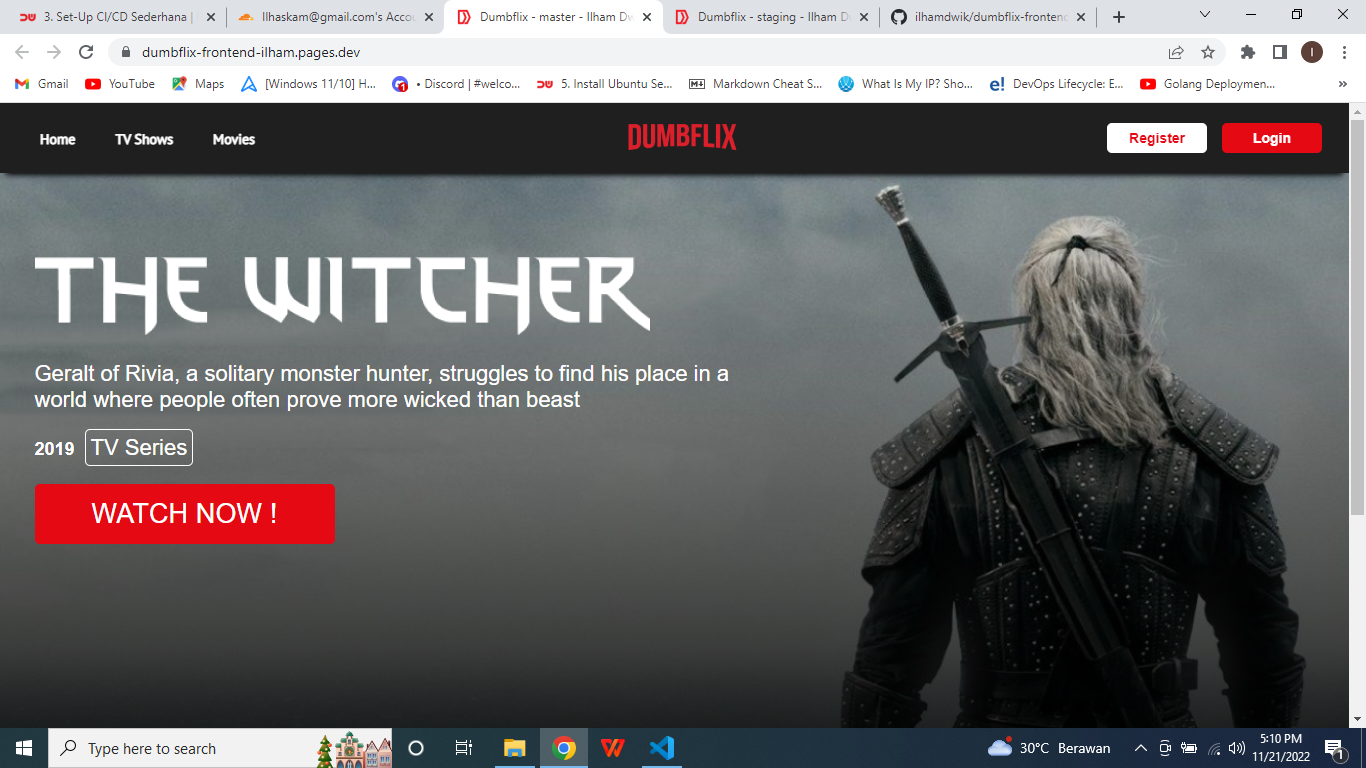 3. Set-Up CI/CD Sederhana |
Ilhaskam@gmail.com's Accou
Dumbflix - master - Ilham Dw
Dumbflix - staging - Ilham D
ilhamdwik/dumbflix-frontend
dumbflix-frontend-ilham.pages.dev
I
Gmail
YouTube
Maps
[Windows 11/10] H...
• Discord | #welco...
5. Install Ubuntu Se...
Markdown Cheat S...
What Is My IP? Sho...
DevOps Lifecycle: E...
Golang Deploymen...
Home
TV Shows
Movies
DUMBFLIX
Register
Login
THE WITCHER
Geralt of Rivia, a solitary monster hunter, struggles to find his place in a
world where people often prove more wicked than beast
2019 TV Series
WATCH NOW !
Type here to search
30°C Berawan
5:10 PM
11/21/2022
1